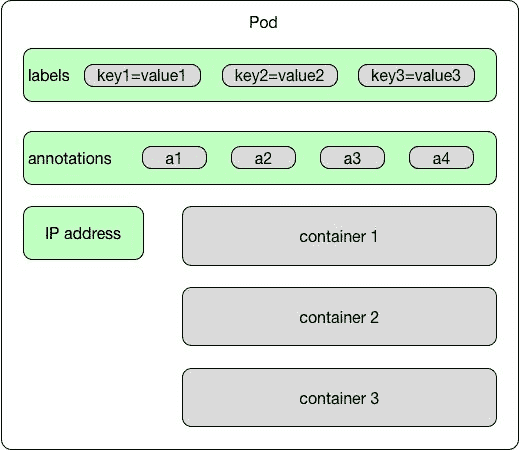 Pod
labels key1=value1 key2=value2 key3=value3
annotations a1 a2 a3 a4
IP address
container 1
container 2
container 3